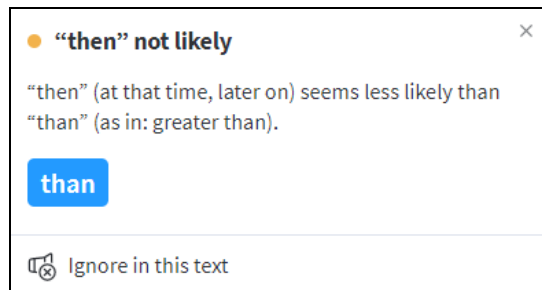 “then” not likely
“then” (at that time, later on) seems less likely than
“than” (as in: greater than).
than
Ignore in this text